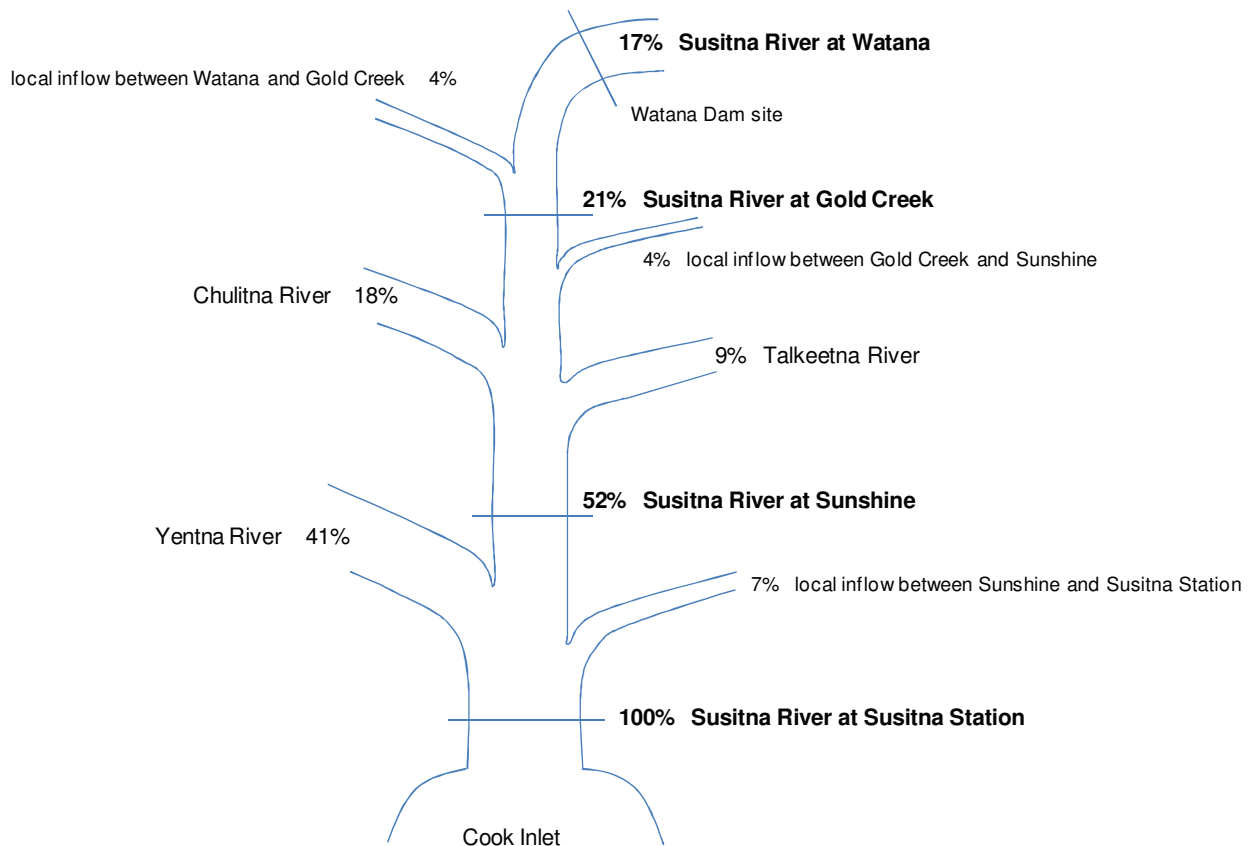 17% Susitna River at Watana
local inflow between Watana and Gold Creek 4%
Watana Dam site
21% Susitna River at Gold Creek
4% local inflow between Gold Creek and Sunshine
Chulitna River 18%
9% Talkeetna River
52% Susitna River at Sunshine
Yentna River 41%
7% local inflow between Sunshine and Susitna Station
100% Susitna River at Susitna Station
Cook Inlet